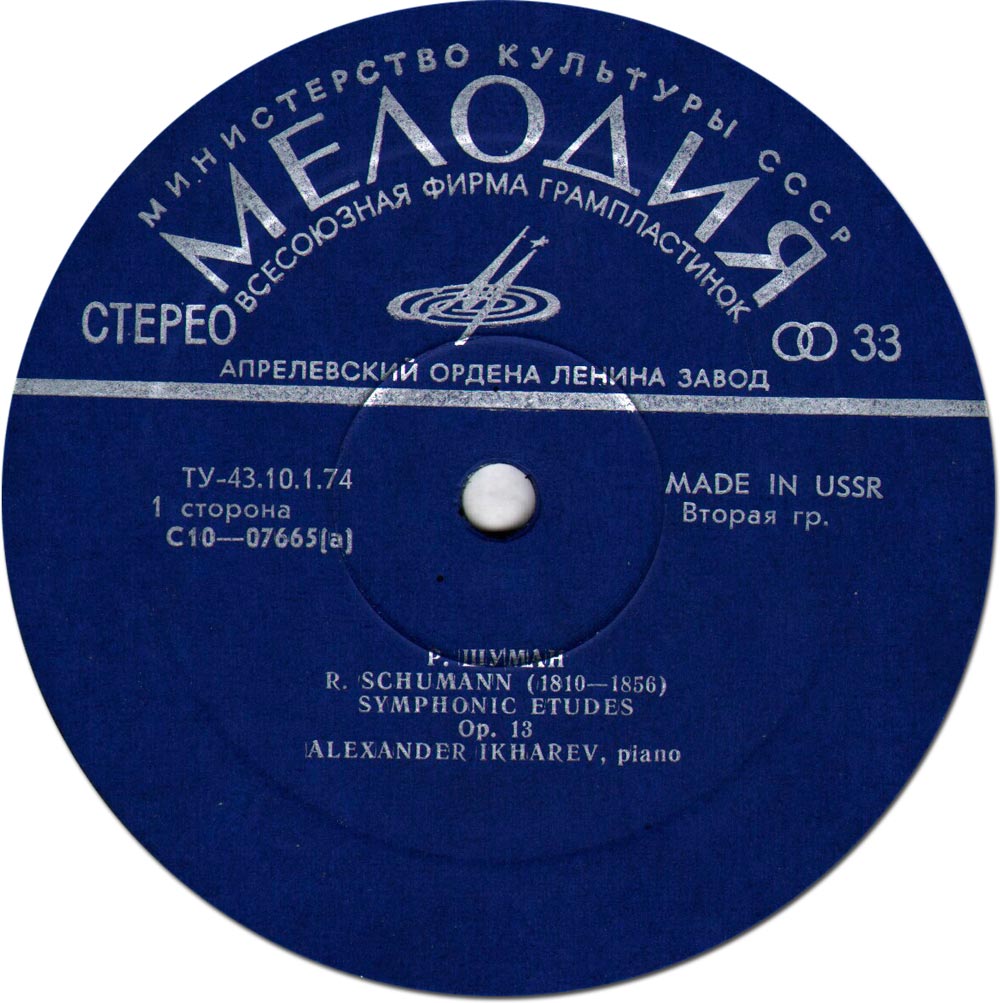 МИНИСТЕРСТВО КУЛЬТУРЫ СССР
МЕЛОДИЯ
ВСЕСОЮЗНАЯ ФИРМА ГРАМПЛАСТИНОК
СТЕРЕО
33
АПРЕЛЕВСКИЙ ОРДЕНА ЛЕНИНА ЗАВОД
ТУ-43.10.1.74
1 сторона
С10—07665(а)
MADE IN USSR
Вторая гр.
Р. ШУМАН
R. SCHUMANN (1810—1856)
SYMPHONIC ETUDES
Op. 13
ALEXANDER IKHAREV, piano